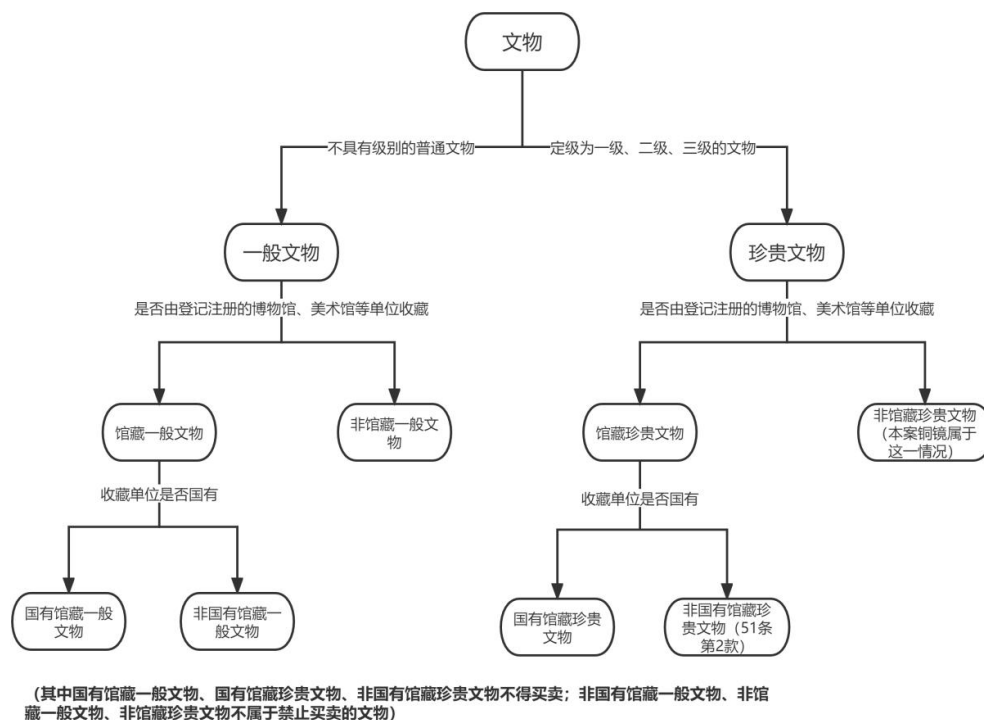 文物
不具有级别的普通文物
定级为一级、二级、三级的文物
一般文物
珍贵文物
是否由登记注册的博物馆、美术馆等单位收藏
是否由登记注册的博物馆、美术馆等单位收藏
馆藏一般文物
非馆藏一般文
物
馆藏珍贵文物
非馆藏珍贵文物
（本案铜镜属于
这一情况）
收藏单位是否国有
收藏单位是否国有
国有馆藏一般
文物
非国有馆藏一
般文物
国有馆藏珍贵
文物
非国有馆藏珍
贵文物（51条
第2款）
（其中国有馆藏一般文物、国有馆藏珍贵文物、非国有馆藏珍贵文物不得买卖；非国有馆藏一般文物、非馆
藏一般文物、非馆藏珍贵文物不属于禁止买卖的文物）